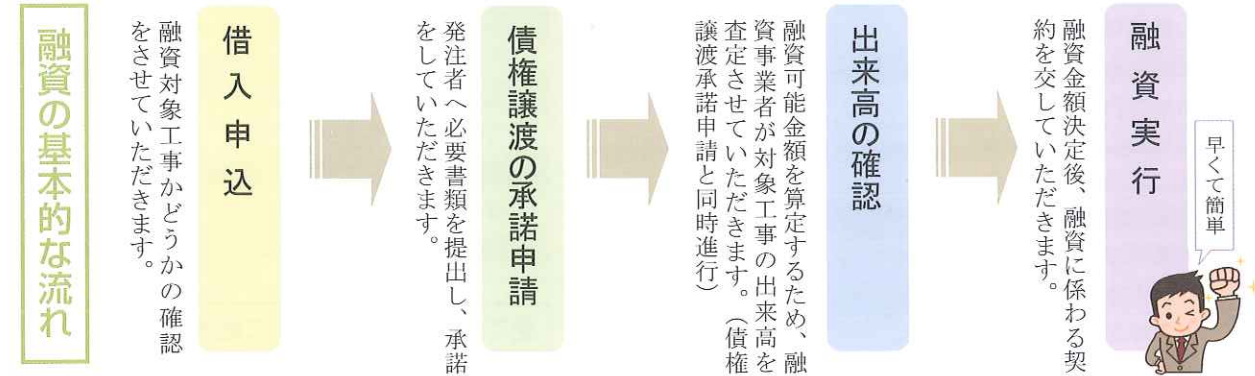 融資の基本的な流れ
借入申込
融資対象工事かどうかの確認
をさせていただきます。
債権譲渡の承諾申請
発注者へ必要書類を提出し、承諾
をしていただきます。
出来高の確認
融資可能金額を算定するため、融
資事業者が対象工事の出来高を
査定させていただきます。（債権
譲渡承諾申請と同時進行）
融資実行
融資金額決定後、融資に係わる契
約を交していただきます。
早くて簡単